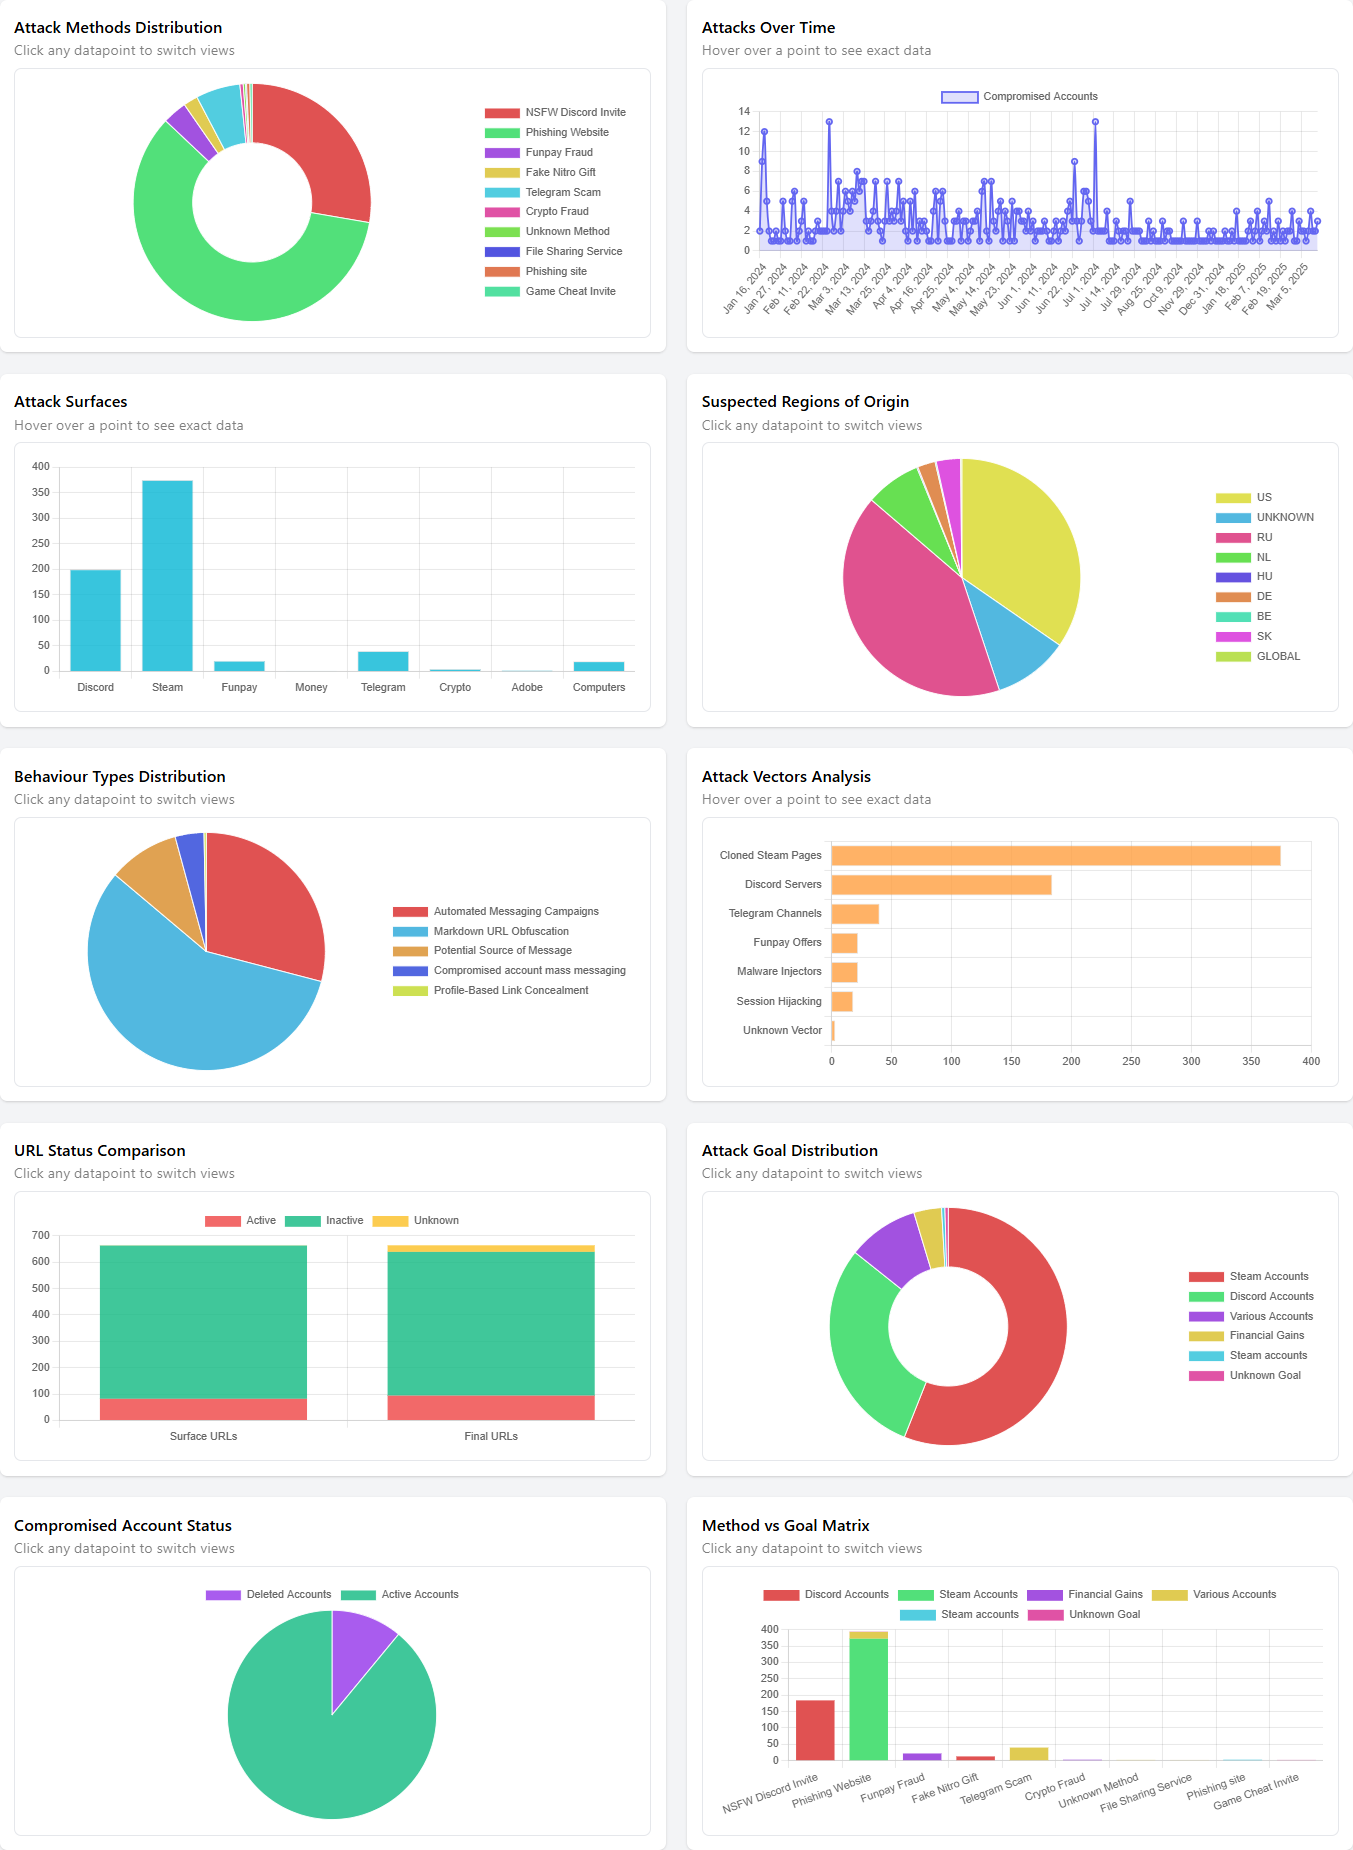 Attack Methods Distribution
Click any datapoint to switch views
NSFW Discord Invite
Phishing Website
Funpay Fraud
Fake Nitro Gift
Telegram Scam
Crypto Fraud
Unknown Method
File Sharing Service
Phishing site
Game Cheat Invite
Attacks Over Time
Hover over a point to see exact data
Compromised Accounts
14
12
10
8
6
4
2
0
Jan 16, 2024
Jan 27, 2024
Feb 11, 2024
Feb 22, 2024
Mar 3, 2024
Mar 13, 2024
Mar 25, 2024
Apr 4, 2024
Apr 16, 2024
Apr 25, 2024
May 4, 2024
May 14, 2024
May 23, 2024
Jun 1, 2024
Jun 11, 2024
Jun 22, 2024
Jul 1, 2024
Jul 14, 2024
Jul 29, 2024
Aug 25, 2024
Oct 9, 2024
Nov 29, 2024
Dec 31, 2024
Jan 18, 2025
Feb 7, 2025
Feb 19, 2025
Mar 5, 2025
Attack Surfaces
Hover over a point to see exact data
400
350
300
250
200
150
100
50
0
Discord
Steam
Funpay
Money
Telegram
Crypto
Adobe
Computers
Suspected Regions of Origin
Click any datapoint to switch views
US
UNKNOWN
RU
NL
HU
DE
BE
SK
GLOBAL
Behaviour Types Distribution
Click any datapoint to switch views
Automated Messaging Campaigns
Markdown URL Obfuscation
Potential Source of Message
Compromised account mass messaging
Profile-Based Link Concealment
Attack Vectors Analysis
Hover over a point to see exact data
Cloned Steam Pages
Discord Servers
Telegram Channels
Funpay Offers
Malware Injectors
Session Hijacking
Unknown Vector
0
50
100
150
200
250
300
350
400
URL Status Comparison
Click any datapoint to switch views
Active
Inactive
Unknown
700
600
500
400
300
200
100
0
Surface URLs
Final URLs
Attack Goal Distribution
Click any datapoint to switch views
Steam Accounts
Discord Accounts
Various Accounts
Financial Gains
Steam accounts
Unknown Goal
Compromised Account Status
Click any datapoint to switch views
Deleted Accounts
Active Accounts
Method vs Goal Matrix
Click any datapoint to switch views
Discord Accounts
Steam Accounts
Financial Gains
Various Accounts
Steam accounts
Unknown Goal
400
350
300
250
200
150
100
50
0
NSFW Discord Invite
Phishing Website
Funpay Fraud
Fake Nitro Gift
Telegram Scam
Crypto Fraud
Unknown Method
File Sharing Service
Phishing site
Game Cheat Invite